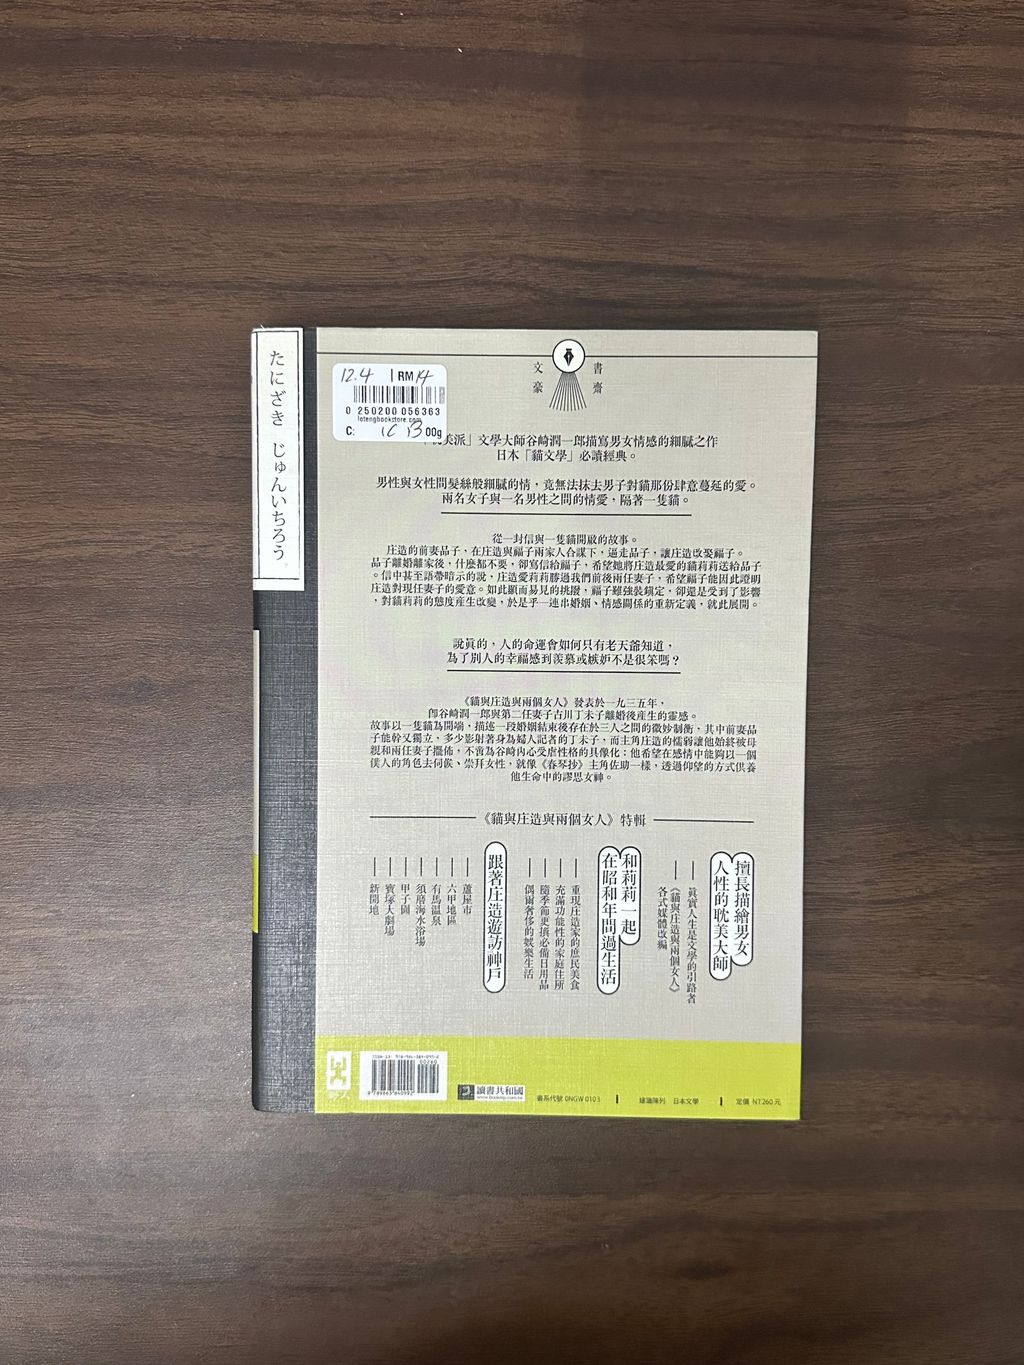 たにざき じゅんいちろう。
文豪
書齋
12.4 RM 14
0 250200 056363
lotengbookstore.com
C: 00g
美派」文學大師谷崎潤一郎描寫男女情感的細膩之作
日本「貓文學」必讀經典。
男性與女性間髮絲般細膩的情，竟無法抹去男子對貓那份肆意蔓延的愛。
兩名女子與一名男性之間的情愛，隔著一隻貓。
從一封信與一隻貓開啟的故事。
庄造的前妻品子，在庄造與福子兩家人合謀下，逼走品子，讓庄造改娶福子。
品子離婚離家後，什麼都不要，卻寫信給福子，希望她將庄造最愛的貓莉莉送給品子
。信中甚至語帶暗示的說，庄造愛莉莉勝過我們前後兩任妻子，希望福子能因此證明
庄造對現任妻子的愛意。如此顯而易見的挑撥，福子雖強裝鎮定，卻還是受到了影響
，對貓莉莉的態度產生改變，於是乎一連串婚姻、情感關係的重新定義，就此展開。
說真的，人的命運會如何只有老天爺知道，
為了別人的幸福感到羨慕或嫉妒不是很笨嗎？
《貓與庄造與兩個女人》發表於一九三五年，
即谷崎潤一郎與第二任妻子古川丁未子離婚後產生的靈感。
故事以一隻貓為開端，描述一段婚姻結束後存在於三人之間的微妙制衡，其中前妻品
子能幹又獨立，多少影射著身為婦人記者的丁未子，而主角庄造的懦弱讓他始終被母
親和兩任妻子擺佈，不啻為谷崎內心受虐性格的具像化：他希望在感情中能夠以一個
僕人的角色去伺候、崇拜女性，就像《春琴抄》主角佐助一樣，透過仰望的方式供養
他生命中的謬思女神。
《貓與庄造與兩個女人》特輯
擅長描繪男女
人性的耽美大師
真實人生是文學的引路者
《貓與庄造與兩個女人》
各式媒體改編
和莉莉一起
在昭和年間過生活
重現庄造家的庶民美食
充滿功能性的家庭住所
隨季節更換必備日用品
偶爾奢侈的娛樂生活
跟著庄造遊訪神戶
蘆屋市
六甲地區
有馬溫泉
須磨海水浴場
甲子園
寶塚大劇場
新開地
野人
ISBN-13 978-986-384-099-2
00260
9 789863 840992
讀書共和國
www.bookrep.com.tw
書系代號 0NGW 0103
建議陳列 日本文學
定價 NT260元